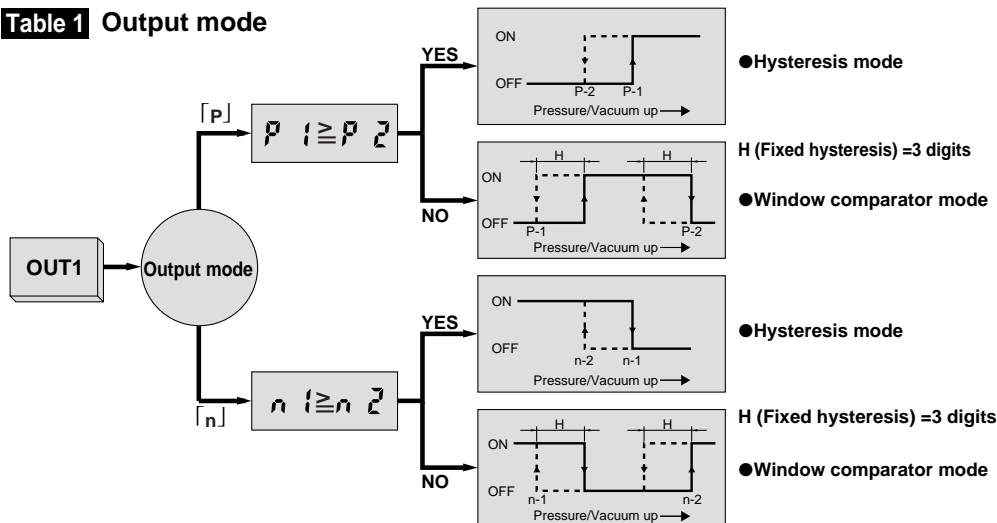 Table 1 Output mode
OUT1
Output mode
「P」
P 1≧P 2
YES
NO
ON
OFF
P-2 P-1
Pressure/Vacuum up
●Hysteresis mode
H H
ON
OFF
P-1 P-2
Pressure/Vacuum up
H (Fixed hysteresis) =3 digits
●Window comparator mode
「n」
n 1≧n 2
YES
NO
ON
OFF
n-2 n-1
Pressure/Vacuum up
●Hysteresis mode
H H
ON
OFF
n-1 n-2
Pressure/Vacuum up
H (Fixed hysteresis) =3 digits
●Window comparator mode